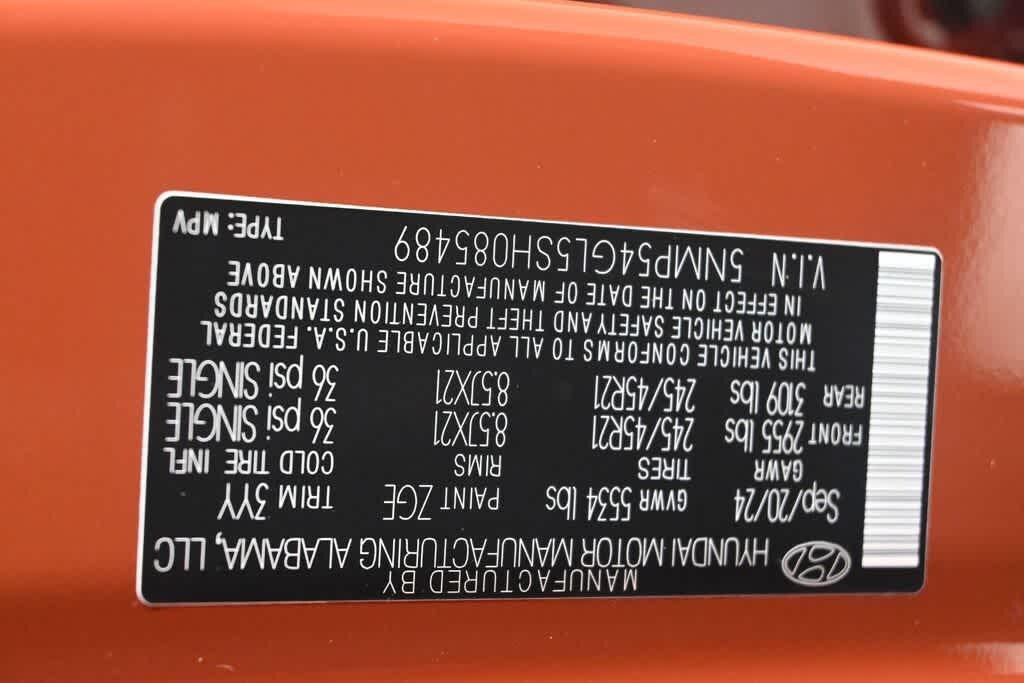 MANUFACTURED BY
HYUNDAI MOTOR MANUFACTURING ALABAMA, LLC
Sep/20/24 GVWR 5534 lbs PAINT ZGE TRIM 3YY
GAWR TIRES RIMS COLD TIRE INFL
FRONT 2955 lbs 245/45R21 8.5JX21 36 psi SINGLE
REAR 3109 lbs 245/45R21 8.5JX21 36 psi SINGLE
THIS VEHICLE CONFORMS TO ALL APPLICABLE U.S.A. FEDERAL
MOTOR VEHICLE SAFETY AND THEFT PREVENTION STANDARDS
IN EFFECT ON THE DATE OF MANUFACTURE SHOWN ABOVE
V.I.N 5NMP54GL5SH085489 TYPE: MPV